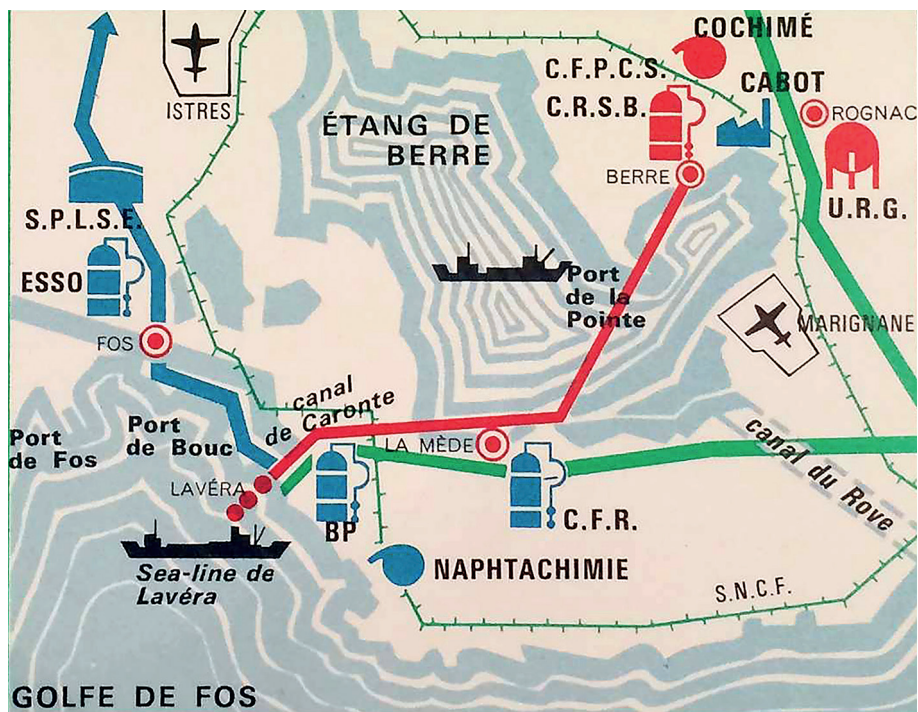 COCHIMÉ
C.F.P.C.S.
CABOT
C.R.S.B.
ISTRES
ROGNAC
ÉTANG DE
BERRE
BERRE
U.R.G.
S.P.L.S.E.
ESSO
Port
de la
Pointe
MARIGNANE
FOS
canal
de Caronte
Port
de Fos
Port
de Bouc
LA MÈDE
canal du Rove
LAVÉRA
BP
C.F.R.
Sea-line de
Lavéra
NAPHTACHIMIE
S.N.C.F.
GOLFE DE FOS